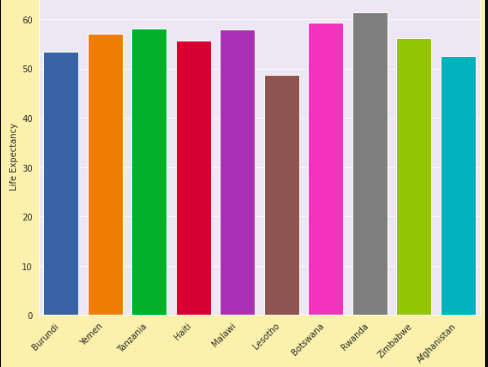 60
50
40
30
20
10
0
Life Expectancy
Burundi
Yemen
Tanzania
Haiti
Malawi
Lesotho
Botswana
Rwanda
Zimbabwe
Afghanistan